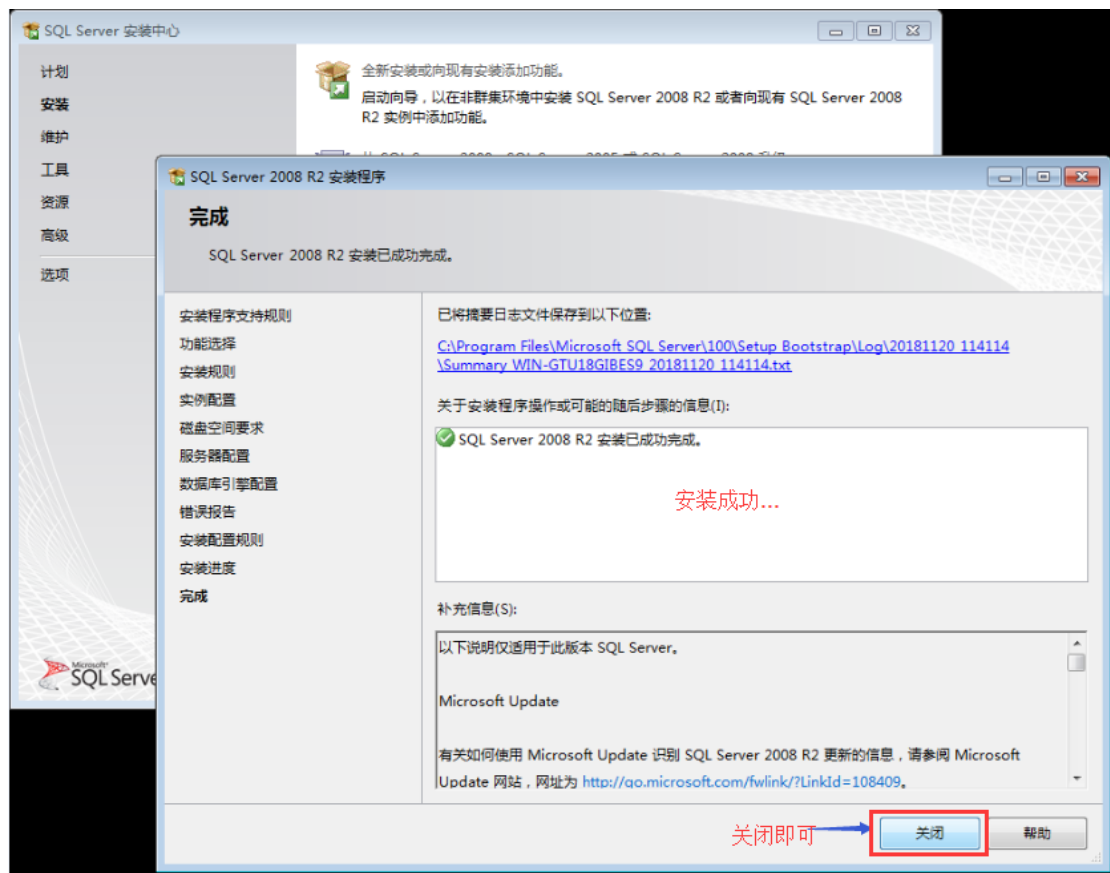 SQL Server 安装中心
计划
安装
维护
工具
资源
高级
选项
全新安装或向现有安装添加功能。
启动向导，以在非群集环境中安装 SQL Server 2008 R2 或者向现有 SQL Server 2008
R2 实例中添加功能。
Microsoft
SQL Serve
SQL Server 2008 R2 安装程序
完成
SQL Server 2008 R2 安装已成功完成。
安装程序支持规则
功能选择
安装规则
实例配置
磁盘空间要求
服务器配置
数据库引擎配置
错误报告
安装配置规则
安装进度
完成
已将摘要日志文件保存到以下位置:
C:\Program Files\Microsoft SQL Server\100\Setup Bootstrap\Log\20181120_114114
\Summary_WIN-GTU18GIBES9_20181120_114114.txt
关于安装程序操作或可能的随后步骤的信息(I):
SQL Server 2008 R2 安装已成功完成。
安装成功...
补充信息(S):
以下说明仅适用于此版本 SQL Server。
Microsoft Update
有关如何使用 Microsoft Update 识别 SQL Server 2008 R2 更新的信息，请参阅 Microsoft
Update 网站，网址为 http://go.microsoft.com/fwlink/?LinkId=108409。
关闭即可
关闭
帮助